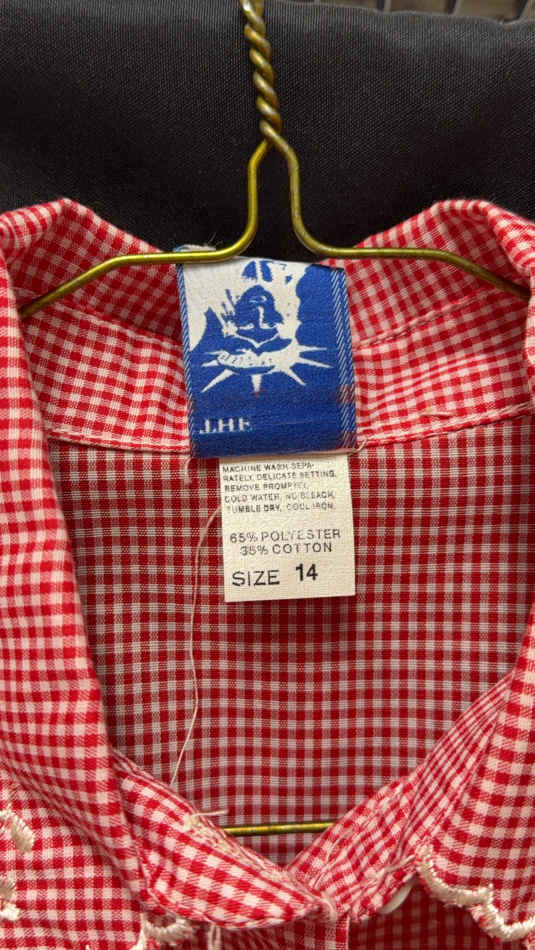 THE
MACHINE WASH SEPA-
RATELY, DELICATE SETTING,
REMOVE PROMPTLY,
COLD WATER, NO BLEACH,
TUMBLE DRY, COOL IRON.
65% POLYESTER
35% COTTON
SIZE 14